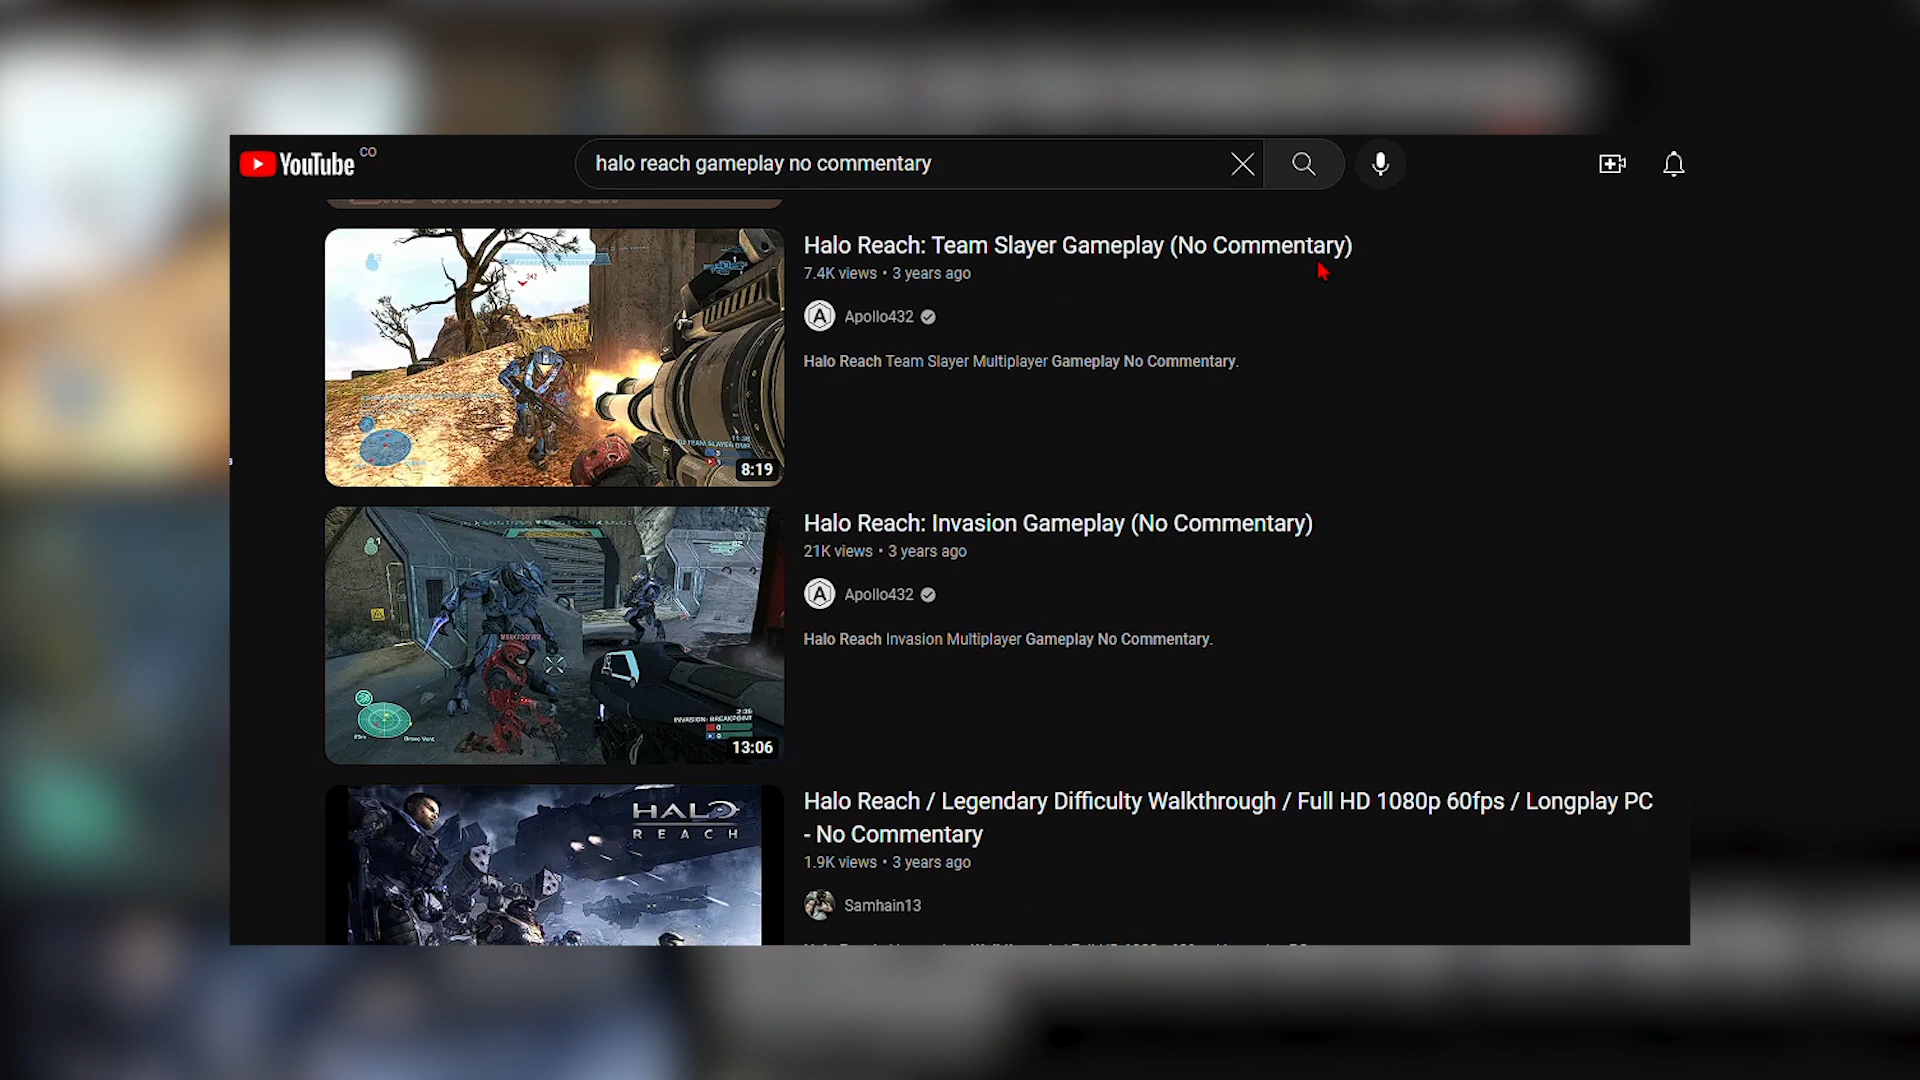 YouTube CO
halo reach gameplay no commentary
Halo Reach: Team Slayer Gameplay (No Commentary)
7.4K views • 3 years ago
A Apollo432
Halo Reach Team Slayer Multiplayer Gameplay No Commentary.
342
8:19
Halo Reach: Invasion Gameplay (No Commentary)
21K views • 3 years ago
A Apollo432
Halo Reach Invasion Multiplayer Gameplay No Commentary.
2:35
INVASION: BREAKPOINT
13:06
HALO
REACH
Halo Reach / Legendary Difficulty Walkthrough / Full HD 1080p 60fps / Longplay PC
- No Commentary
1.9K views • 3 years ago
Samhain13